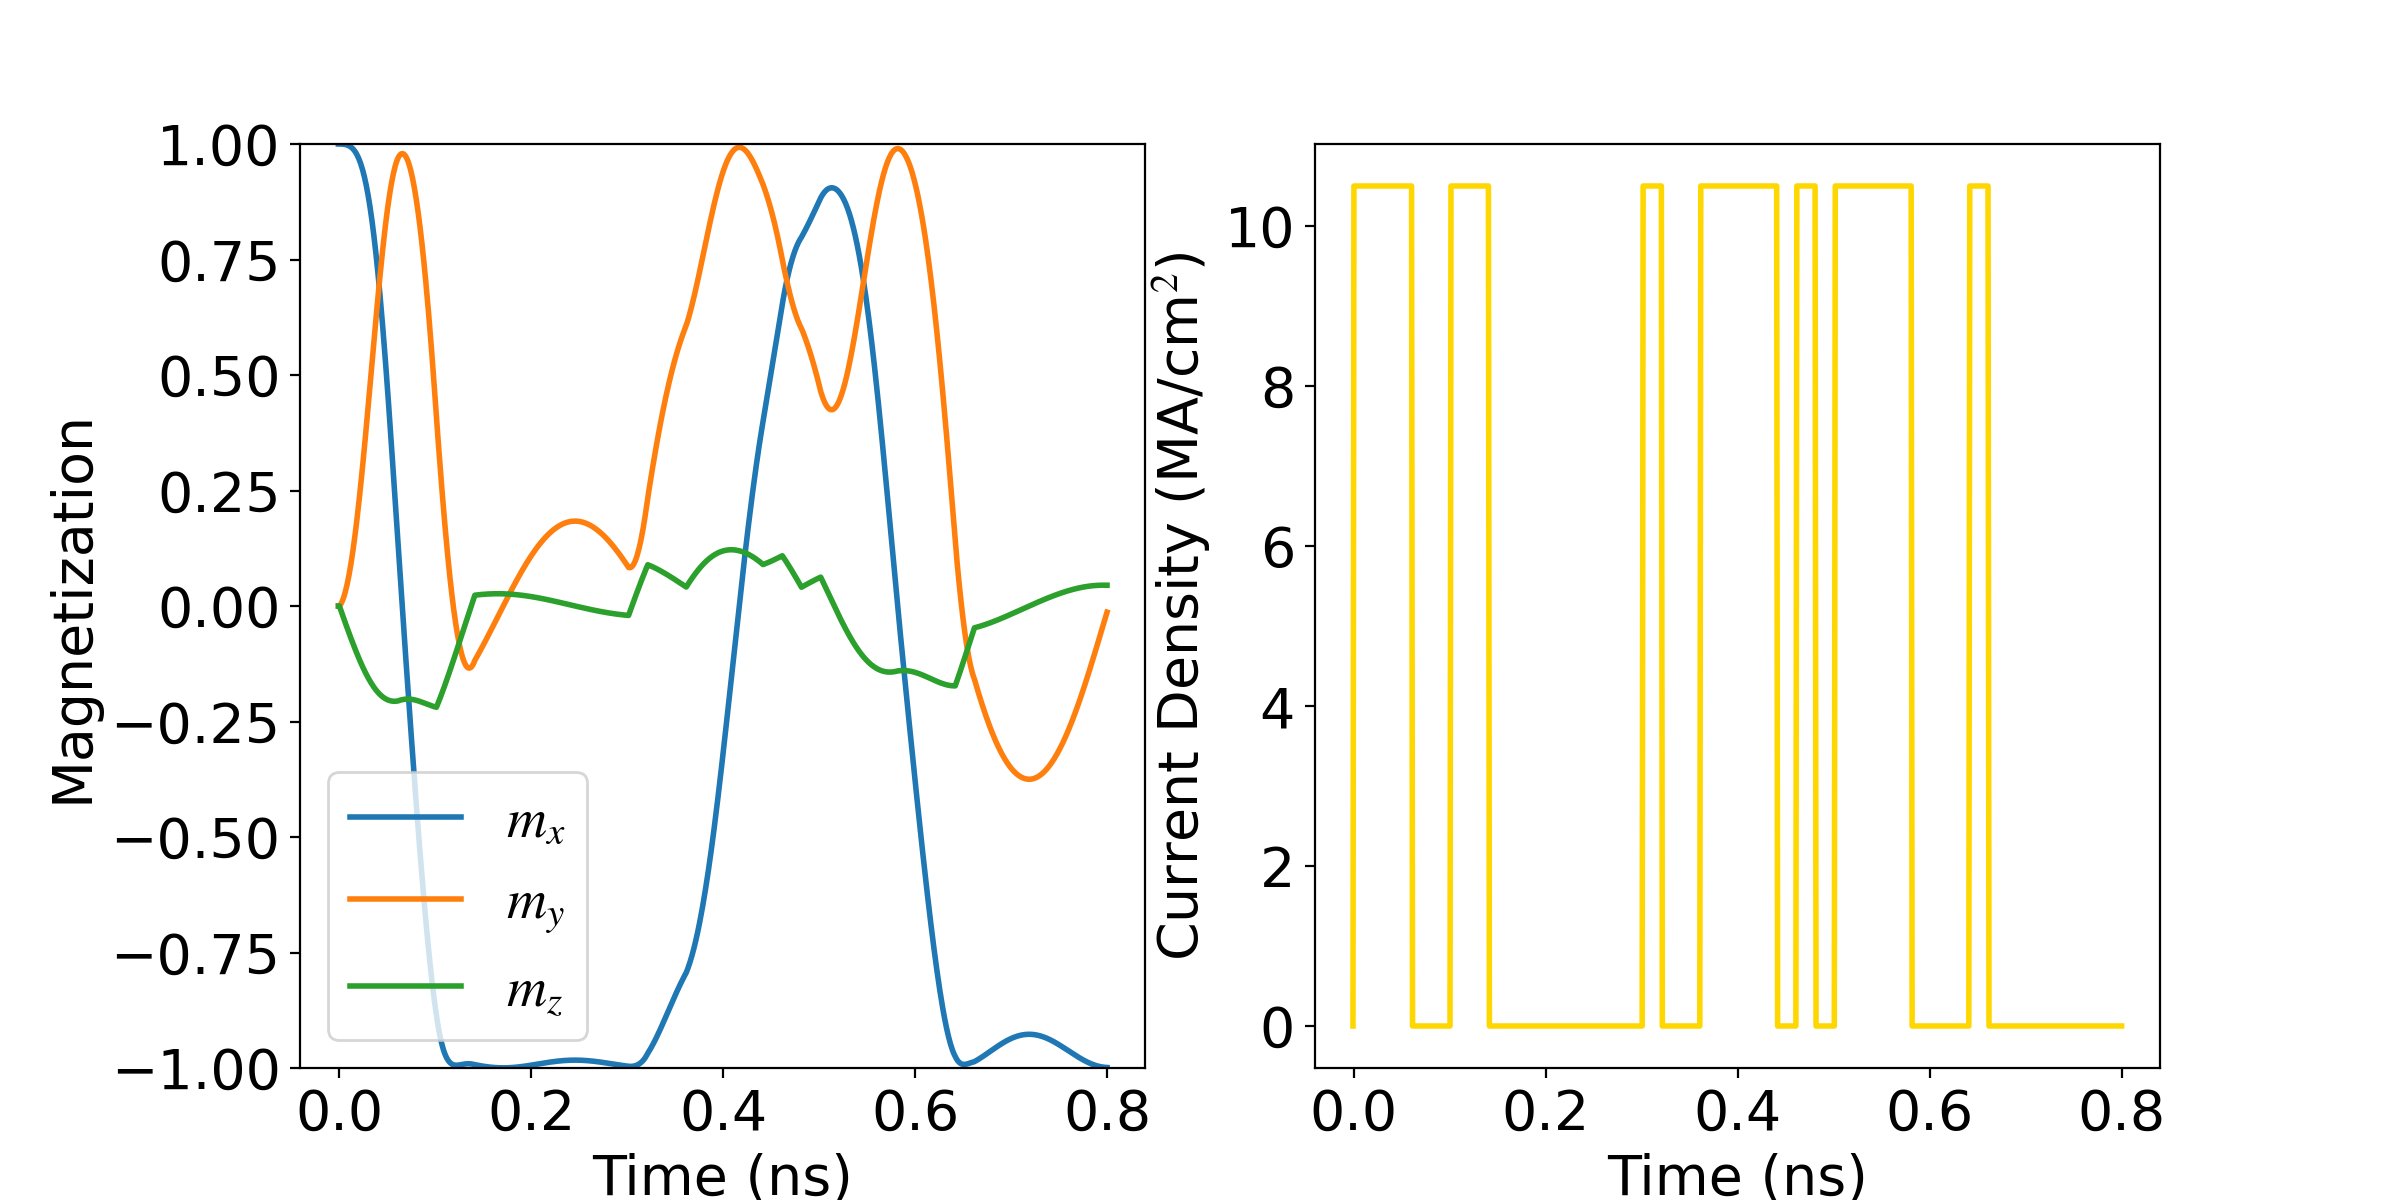 Magnetization
1.00
0.75
0.50
0.25
0.00
−0.25
−0.50
−0.75
−1.00
m_x
m_y
m_z
0.0 0.2 0.4 0.6 0.8
Time (ns)
Current Density (MA/cm²)
10
8
6
4
2
0
0.0 0.2 0.4 0.6 0.8
Time (ns)